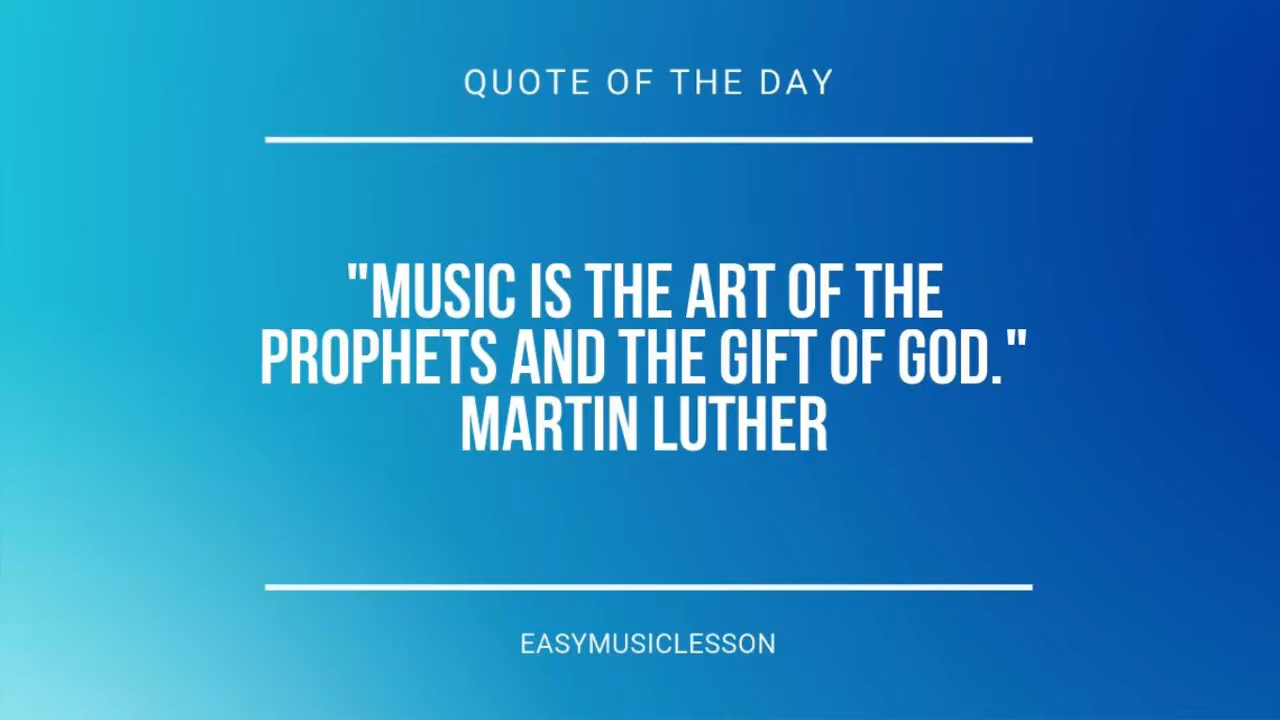 QUOTE OF THE DAY
"MUSIC IS THE ART OF THE
PROPHETS AND THE GIFT OF GOD."
MARTIN LUTHER
EASYMUSICLESSON